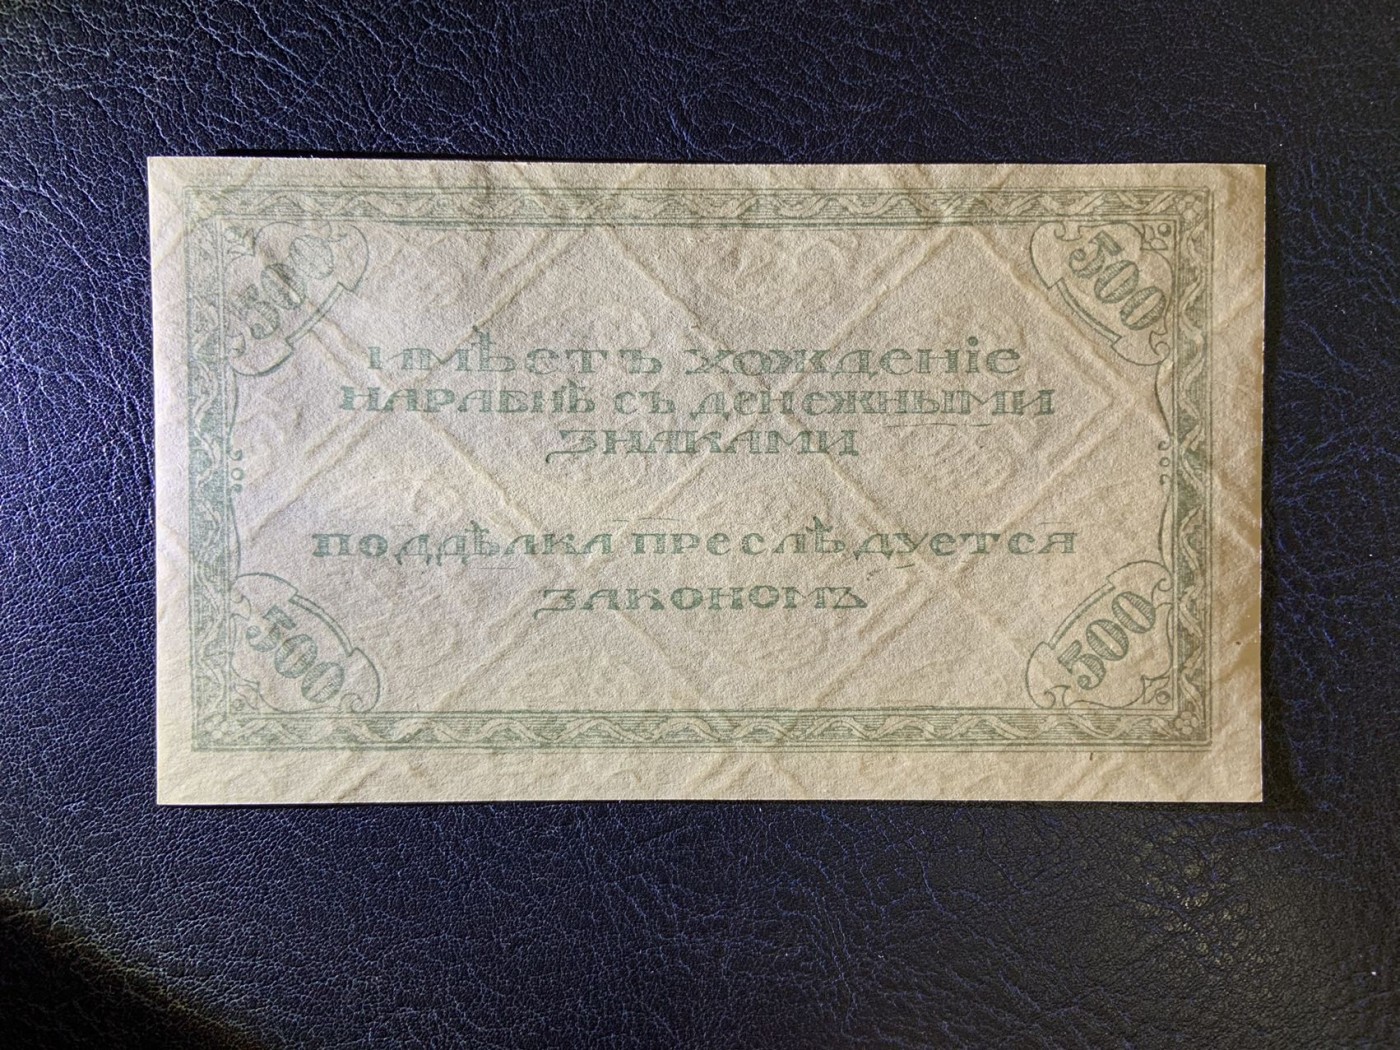 500 500
ИМѢЕТЪ ХОЖДЕНІЕ
НАРАВНѢ СЪ ДЕНЕЖНЫМИ
ЗНАКАМИ
ПОДДѢЛКА ПРЕСЛѢДУЕТСЯ
ЗАКОНОМЪ
500 500